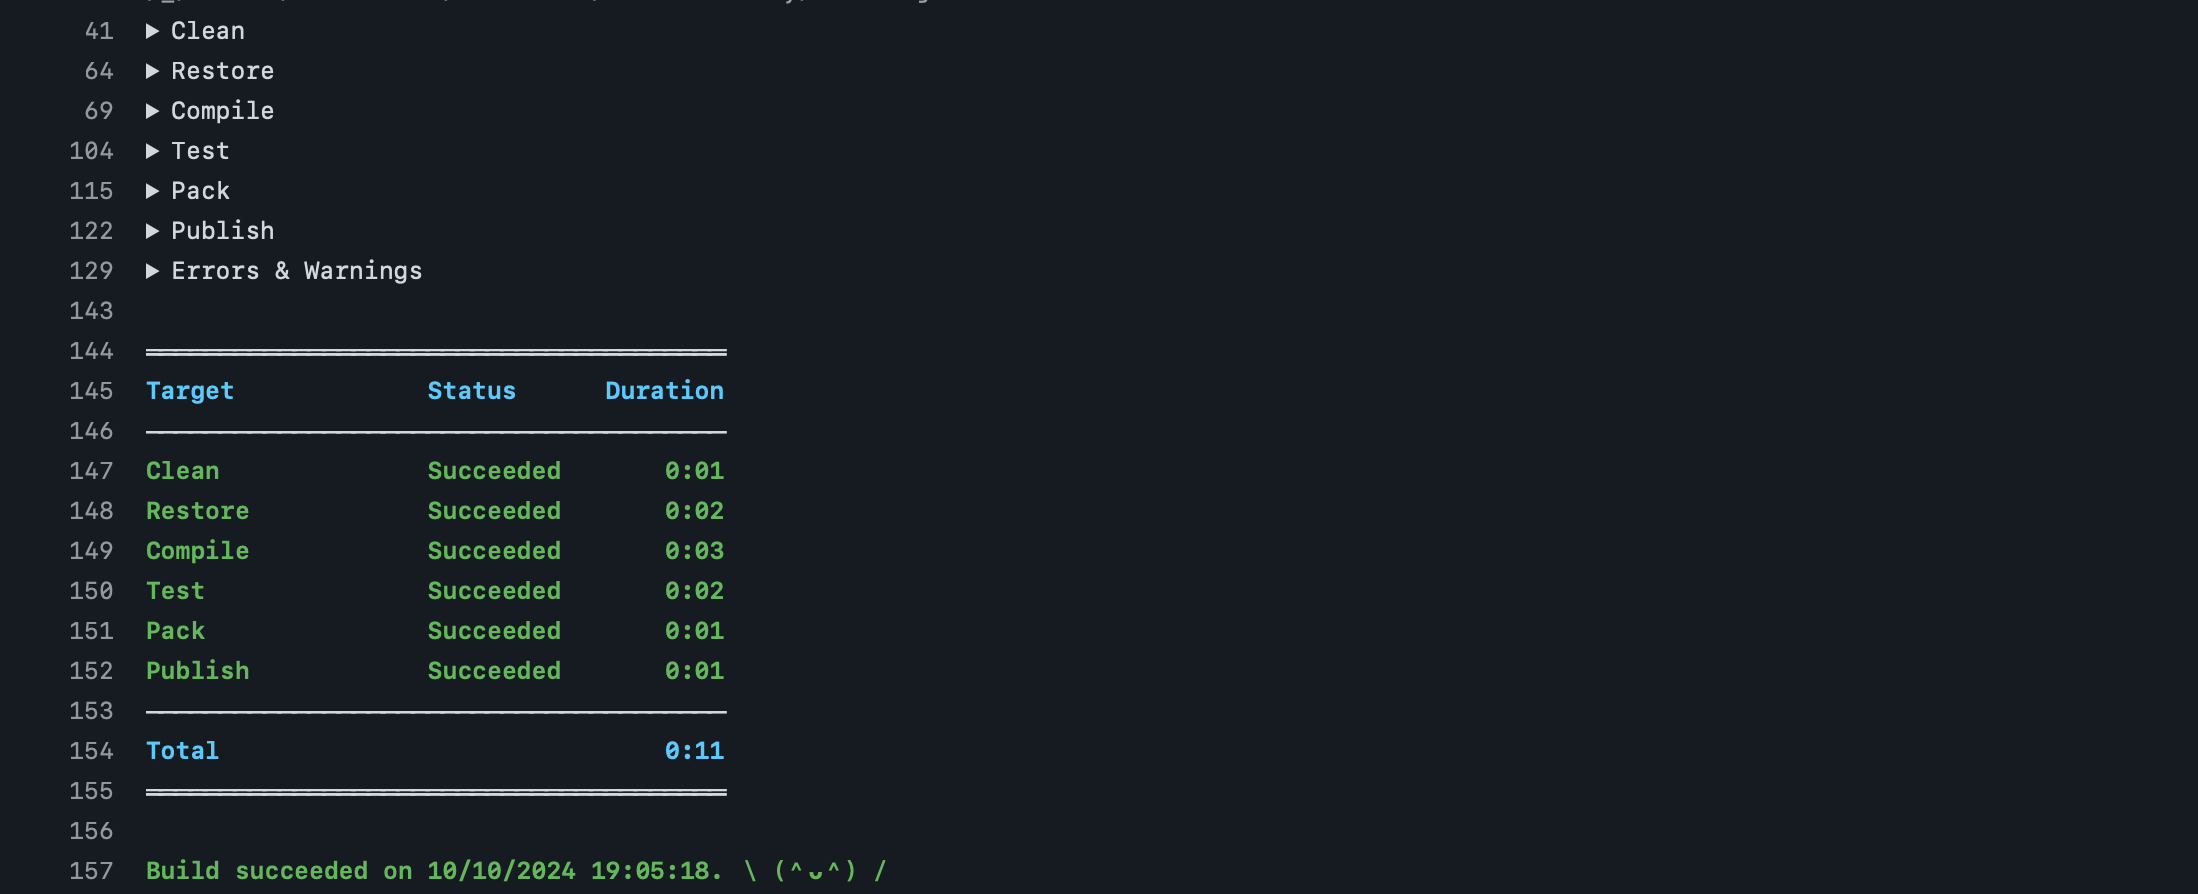 41 ▶ Clean
64 ▶ Restore
69 ▶ Compile
104 ▶ Test
115 ▶ Pack
122 ▶ Publish
129 ▶ Errors & Warnings
143
144 ═══════════════════════════════════════
145 Target Status Duration
146 ───────────────────────────────────────
147 Clean Succeeded 0:01
148 Restore Succeeded 0:02
149 Compile Succeeded 0:03
150 Test Succeeded 0:02
151 Pack Succeeded 0:01
152 Publish Succeeded 0:01
153 ───────────────────────────────────────
154 Total 0:11
155 ═══════════════════════════════════════
156
157 Build succeeded on 10/10/2024 19:05:18. \ (^ᴗ^) /